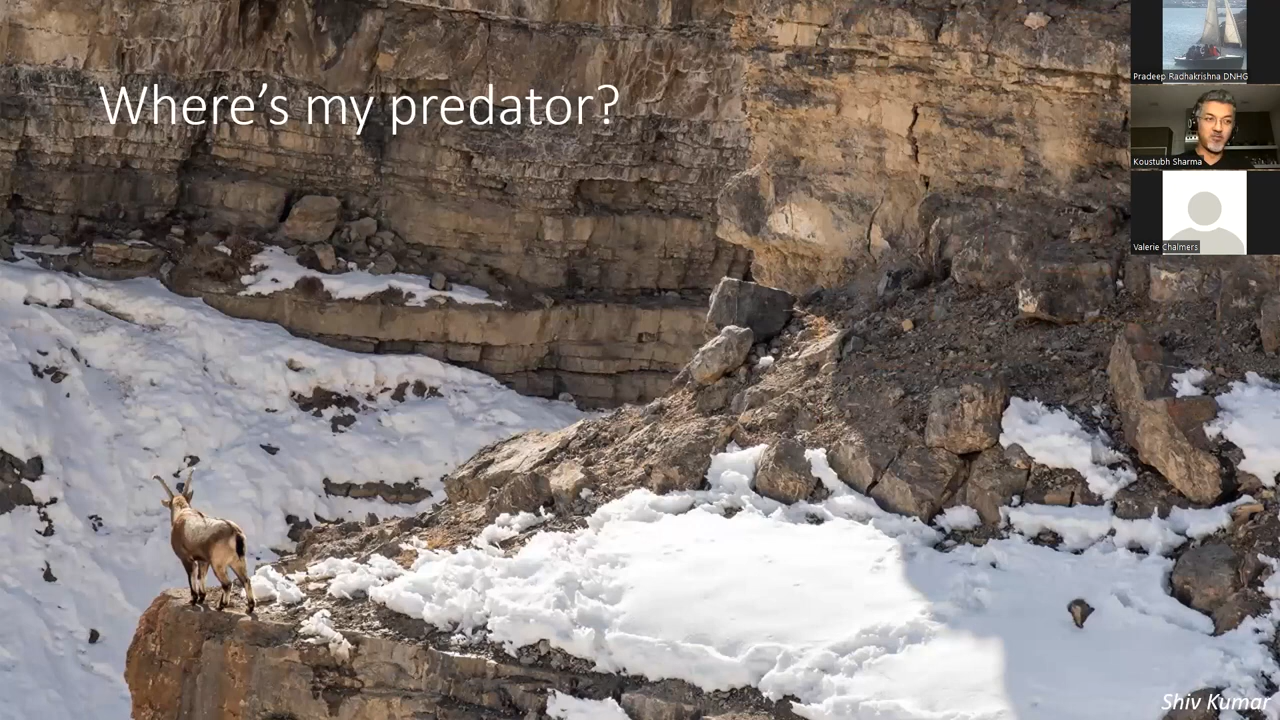 Where's my predator?
Pradeep Radhakrishna DNHG
Koustubh Sharma
Valerie Chalmers
Shiv Kumar